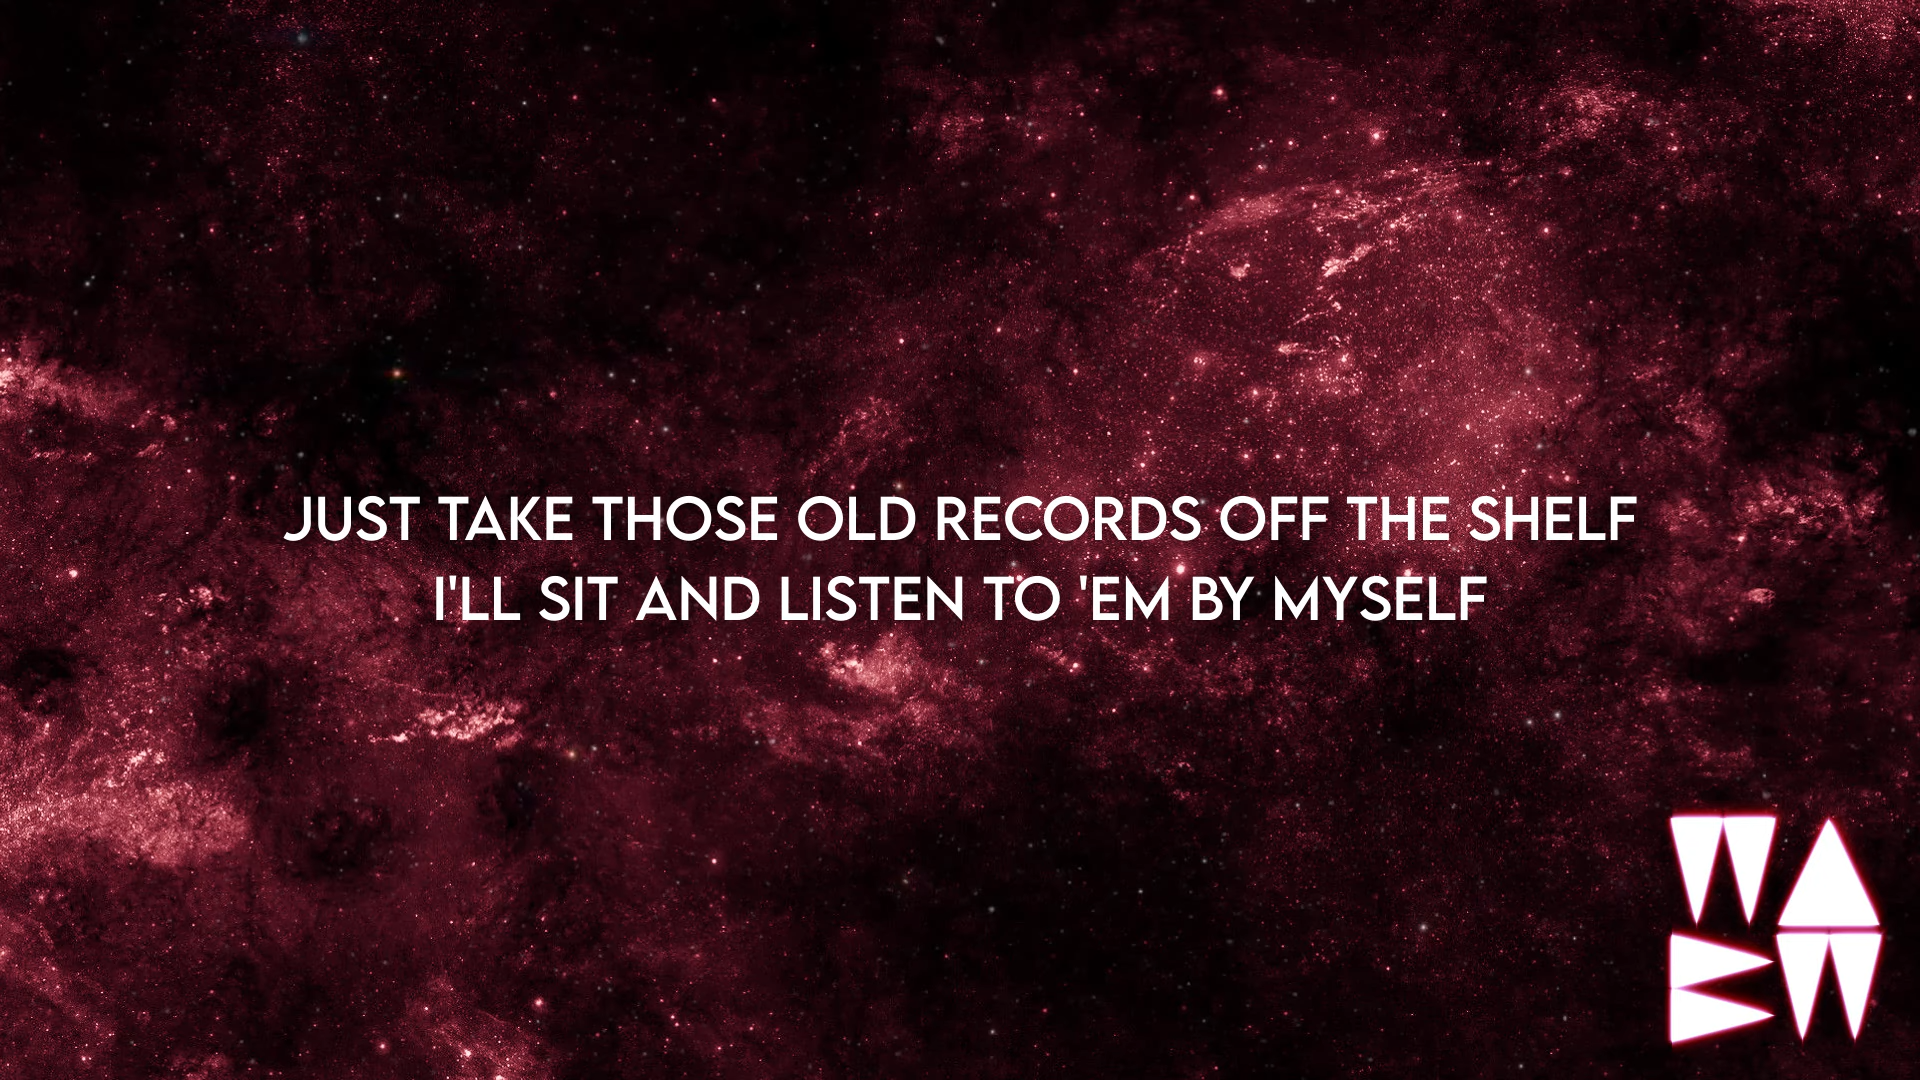 JUST TAKE THOSE OLD RECORDS OFF THE SHELF
I'LL SIT AND LISTEN TO 'EM BY MYSELF